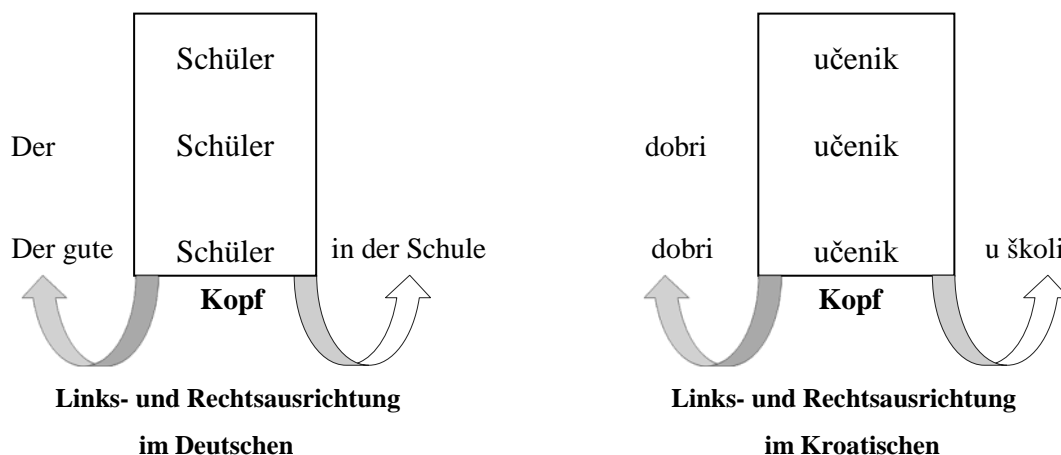 Schüler
Der Schüler
Der gute Schüler in der Schule
Kopf
Links- und Rechtsausrichtung
im Deutschen
učenik
dobri učenik
dobri učenik u školi
Kopf
Links- und Rechtsausrichtung
im Kroatischen